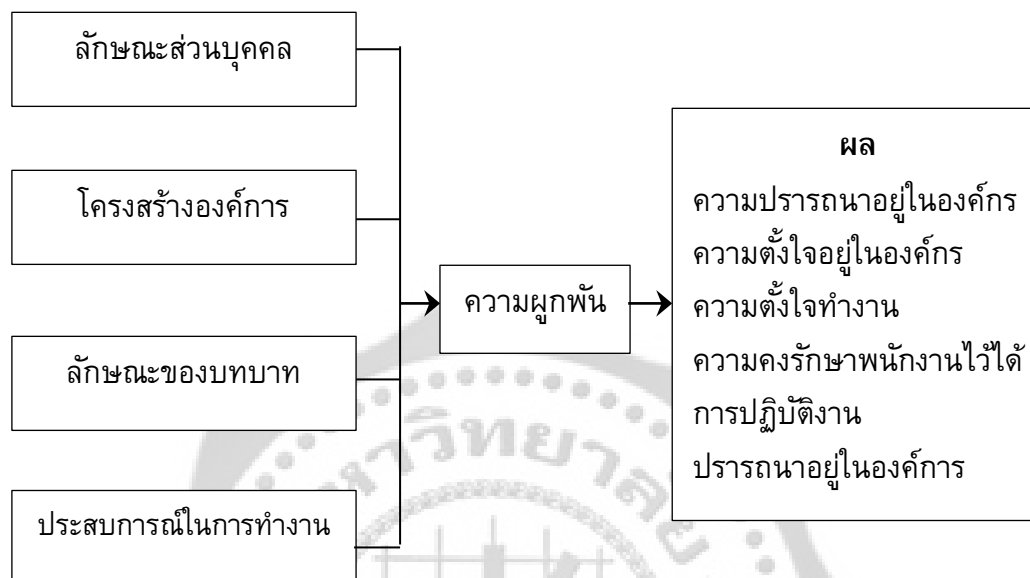 ลักษณะส่วนบุคคล
โครงสร้างองค์การ
ลักษณะของบทบาท
ประสบการณ์ในการทำงาน
ความผูกพัน
ผล
ความปรารถนาอยู่ในองค์กร
ความตั้งใจอยู่ในองค์กร
ความตั้งใจทำงาน
ความคงรักษาพนักงานไว้ได้
การปฏิบัติงาน
ปรารถนาอยู่ในองค์การ